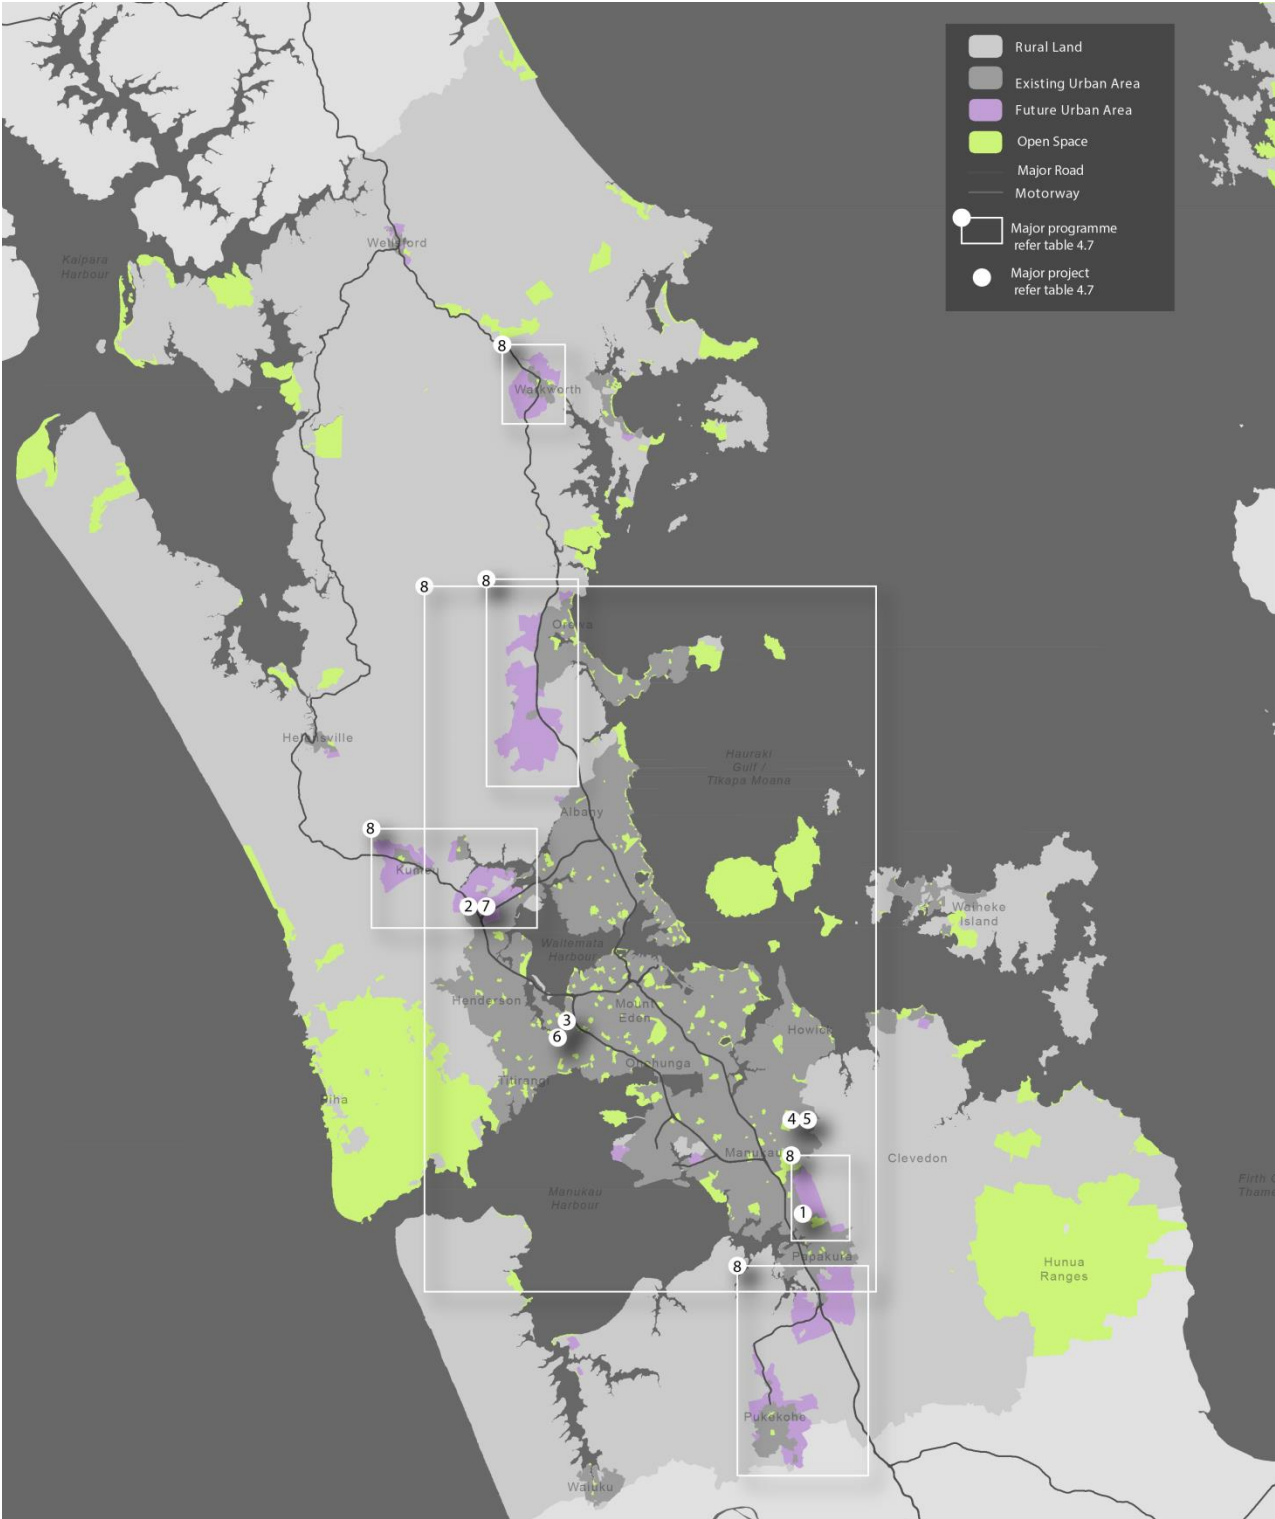 Rural Land
Existing Urban Area
Future Urban Area
Open Space
Major Road
Motorway
Major programme
refer table 4.7
Major project
refer table 4.7
Wellsford
Kaipara
Harbour
8
Warkworth
8
8
Orewa
Helensville
Hauraki
Gulf /
Tīkapa Moana
Albany
8
Kumeu
2 7
Waiheke
Island
Waitemata
Harbour
Henderson
Mount
Eden
3
6
Howick
Onehunga
Titirangi
Piha
4 5
Manukau
8
Clevedon
Manukau
Harbour
Firth
Thame
1
Papakura
8
Hunua
Ranges
Pukekohe
Waiuku